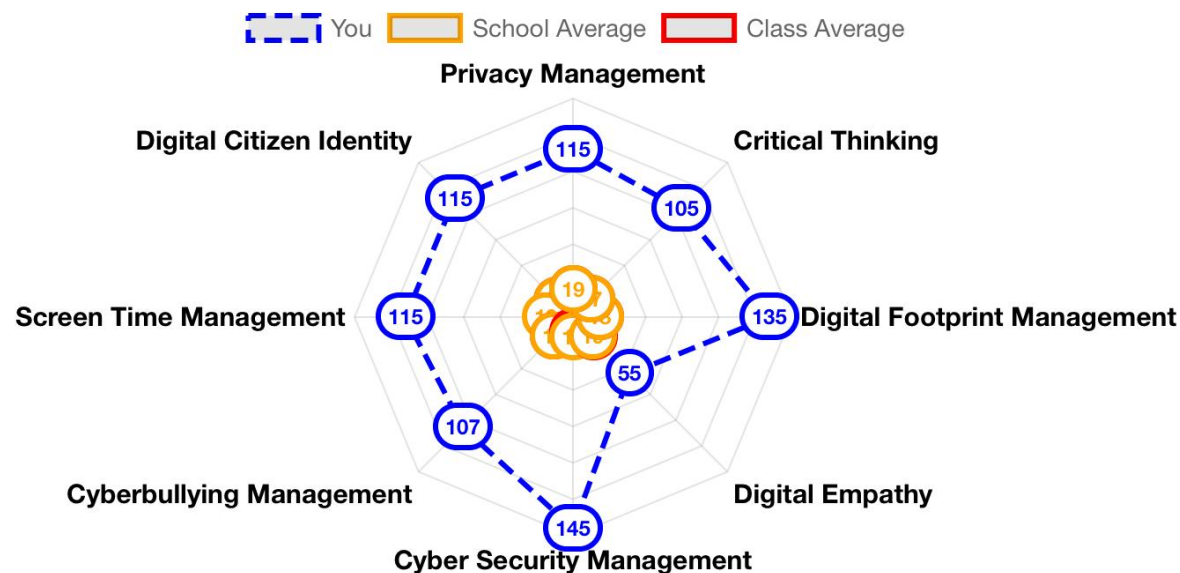 You School Average Class Average
Privacy Management
Digital Citizen Identity
Critical Thinking
115
115
105
19
Screen Time Management
115
135
Digital Footprint Management
55
107
Cyberbullying Management
Digital Empathy
145
Cyber Security Management